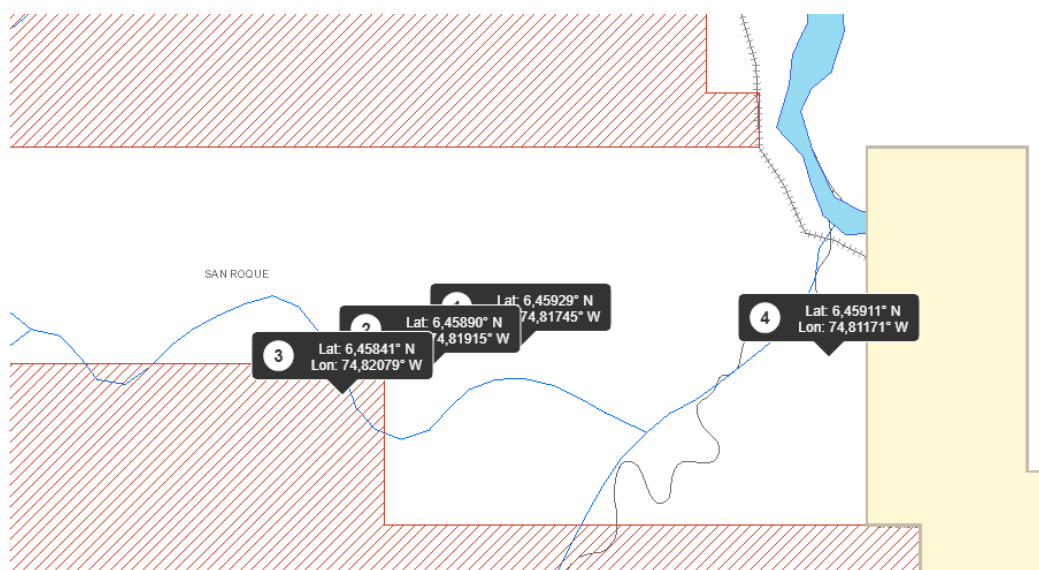 SAN ROQUE
Lat: 6,45929° N
74,81745° W
2
Lat: 6,45890° N
74,81915° W
3
Lat: 6,45841° N
Lon: 74,82079° W
4
Lat: 6,45911° N
Lon: 74,81171° W